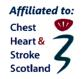 Affiliated to:
Chest
Heart &
Stroke
Scotland